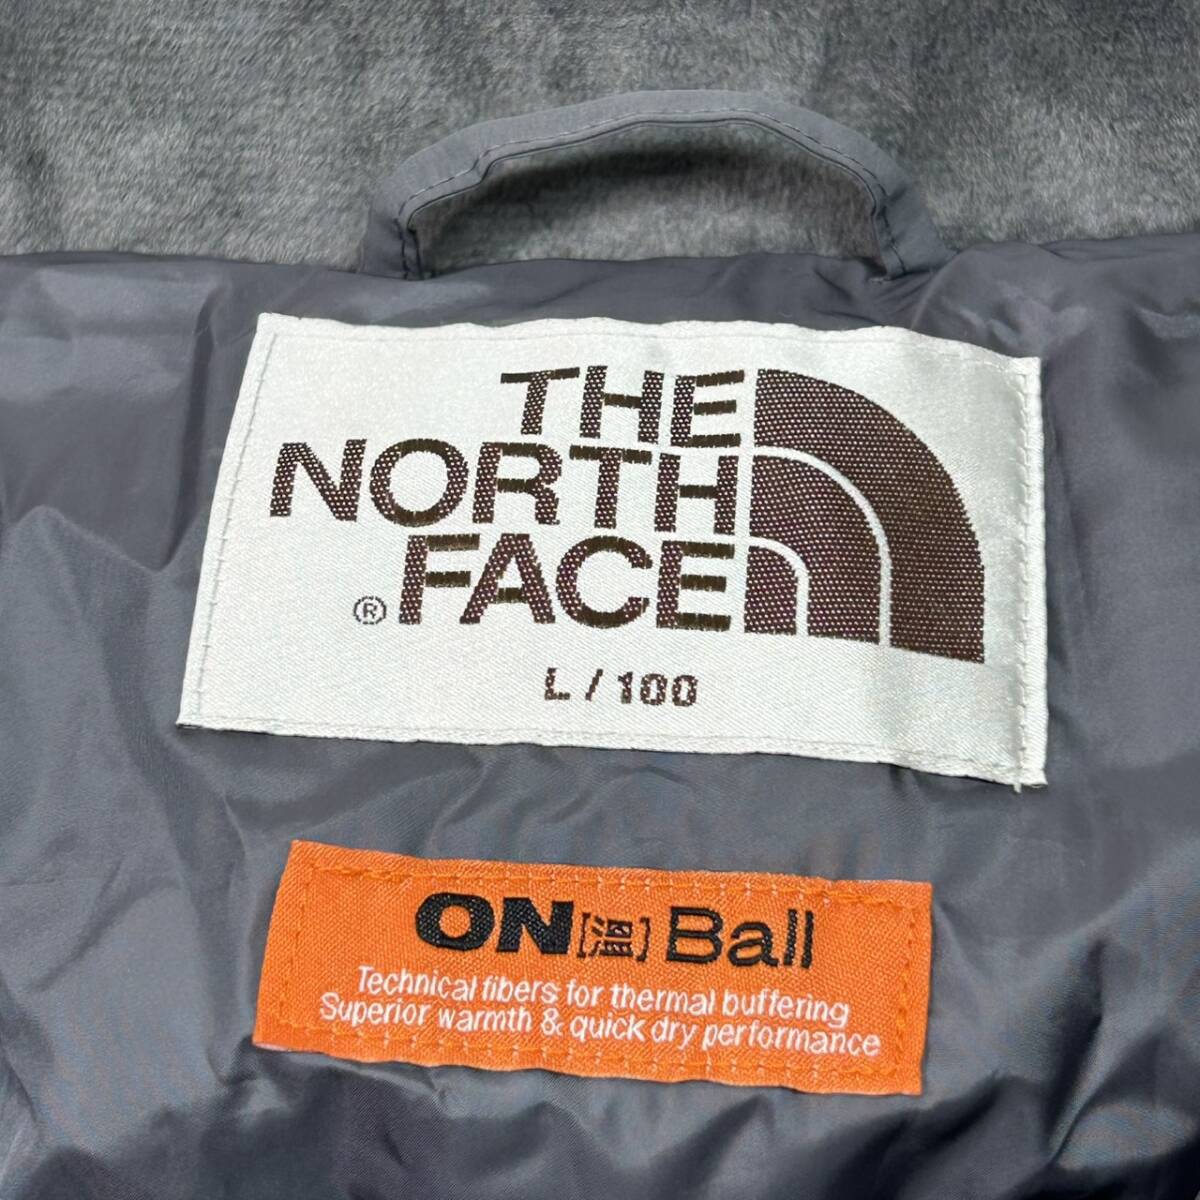 THE
NORTH
FACE
®
L / 100
ON [溫] Ball
Technical fibers for thermal buffering
Superior warmth & quick dry performance